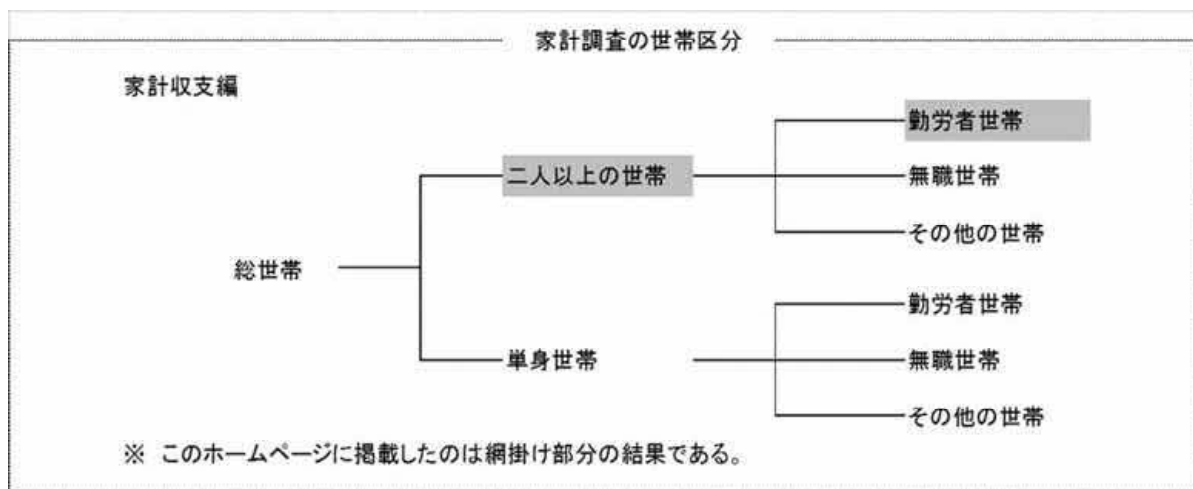 家計調査の世帯区分
家計収支編
勤労者世帯
二人以上の世帯
無職世帯
その他の世帯
総世帯
勤労者世帯
単身世帯
無職世帯
その他の世帯
※ このホームページに掲載したのは網掛け部分の結果である。